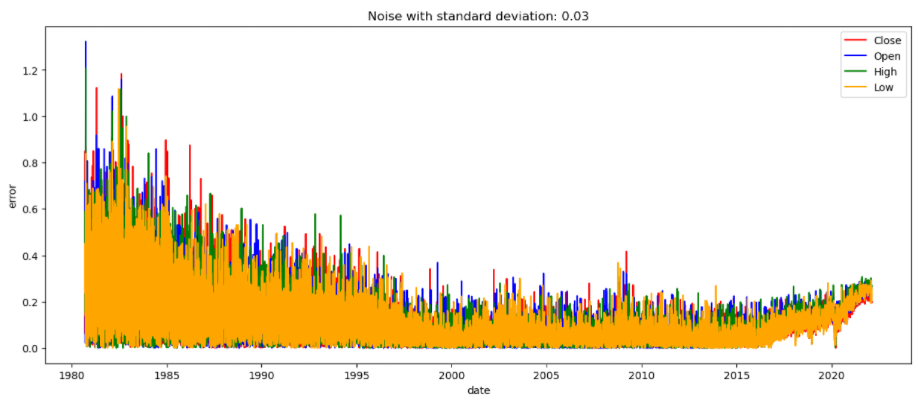 Noise with standard deviation: 0.03
Close
Open
High
Low
error
1.2
1.0
0.8
0.6
0.4
0.2
0.0
1980 1985 1990 1995 2000 2005 2010 2015 2020
date